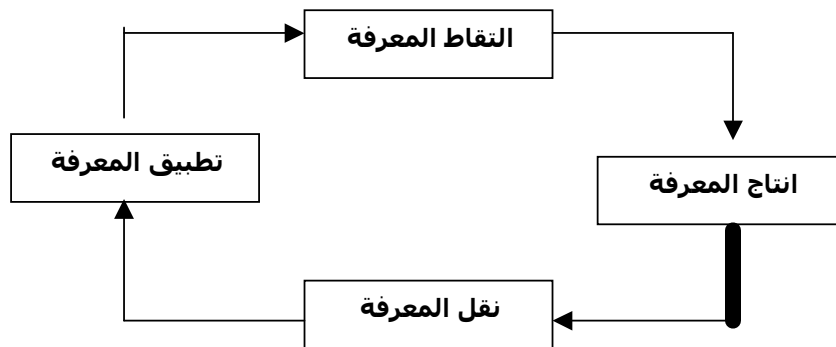 التقاط المعرفة
تطبيق المعرفة
انتاج المعرفة
نقل المعرفة